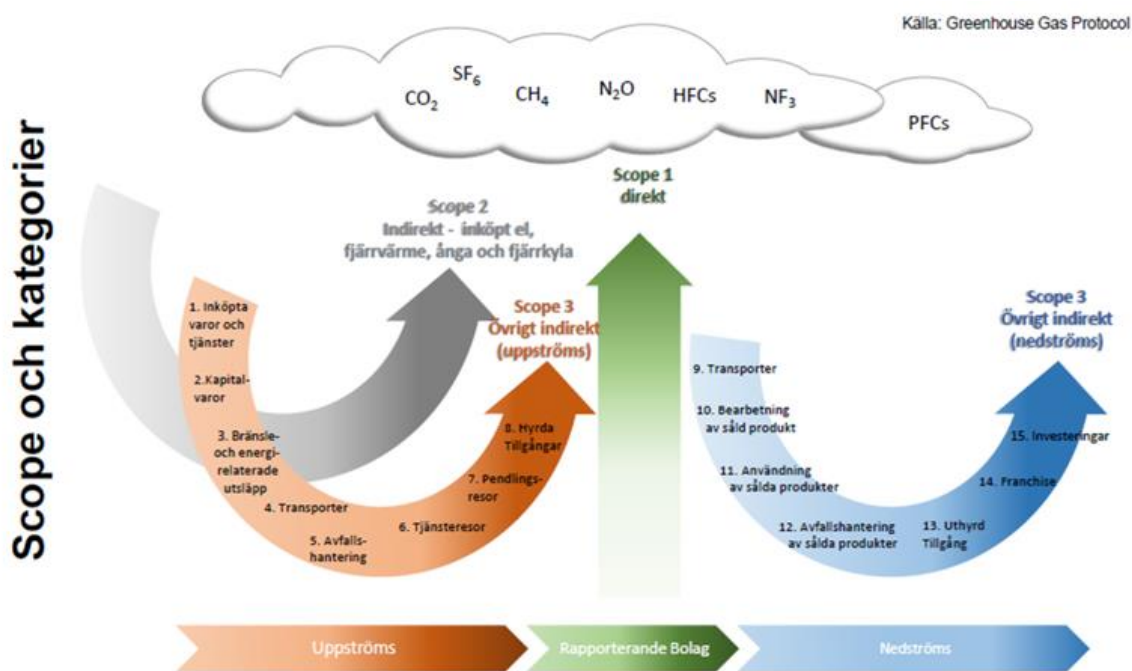 Källa: Greenhouse Gas Protocol
Scope och kategorier
CO2
SF6
CH4
N2O
HFCs
NF3
PFCs
Scope 1
direkt
Scope 2
Indirekt - inköpt el,
fjärrvärme, ånga och fjärrkyla
Scope 3
Övrigt indirekt
(uppströms)
Scope 3
Övrigt indirekt
(nedströms)
1. Inköpta
varor och
tjänster
2.Kapital-
varor
3. Bränsle-
och energi-
relaterade
utsläpp
4. Transporter
5. Avfalls-
hantering
6. Tjänsteresor
7. Pendlings-
resor
8. Hyrda
Tillgångar
9. Transporter
10. Bearbetning
av såld produkt
11. Användning
av sålda produkter
12. Avfallshantering
av sålda produkter
13. Uthyrd
Tillgång
14. Franchise
15. Investeringar
Uppströms
Rapporterande Bolag
Nedströms